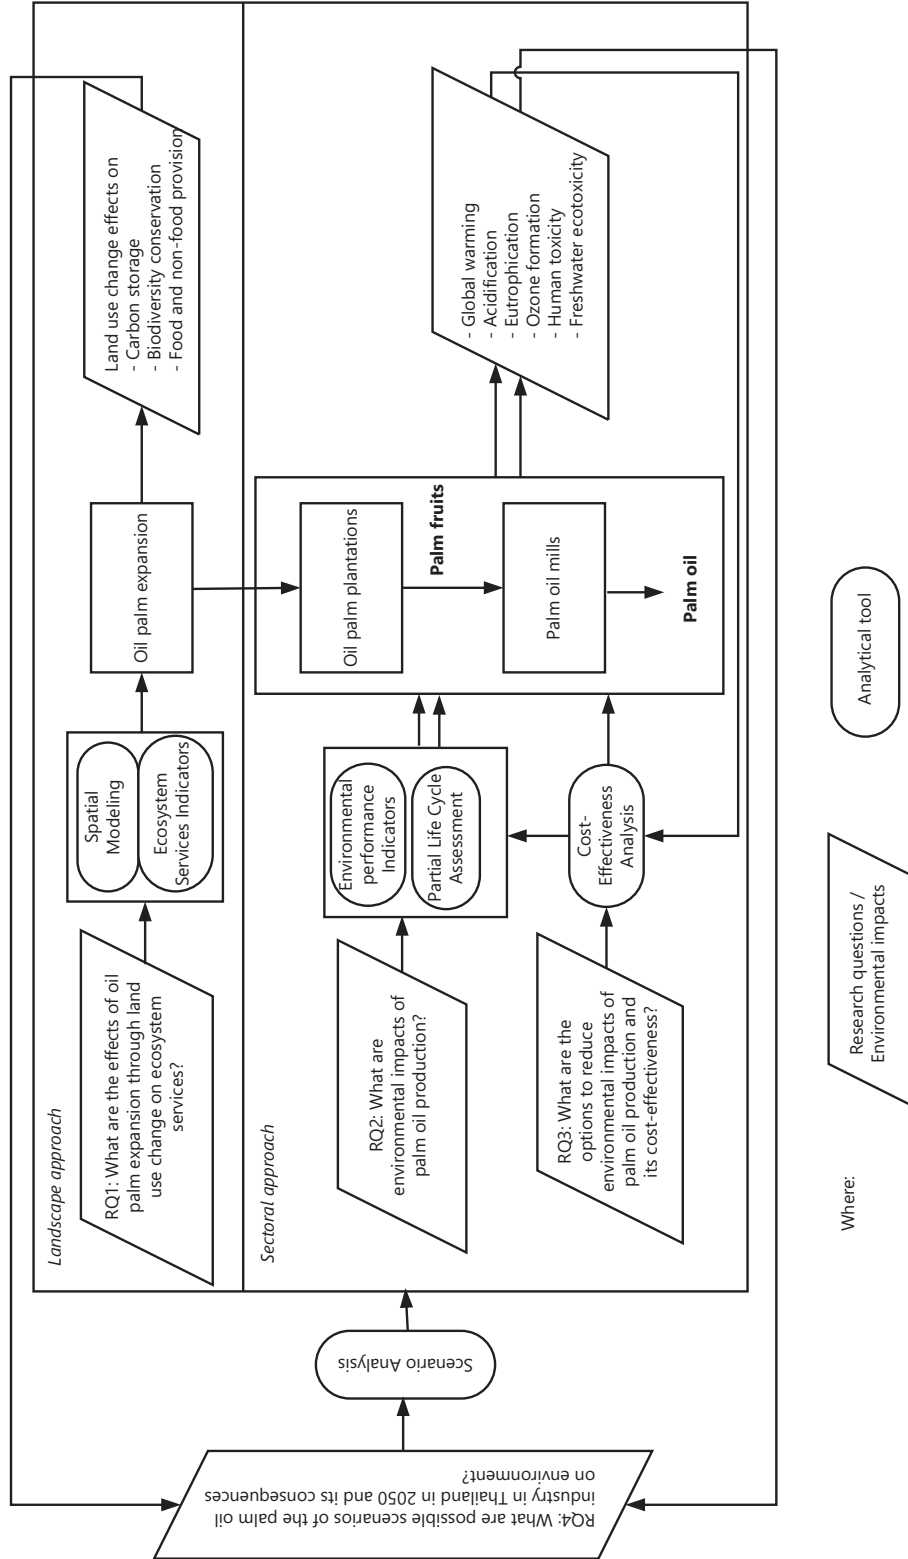 Landscape approach
RQ1: What are the effects of oil
palm expansion through land
use change on ecosystem
services?
Spatial
Modeling
Ecosystem
Services Indicators
Oil palm expansion
Land use change effects on
- Carbon storage
- Biodiversity conservation
- Food and non-food provision
Sectoral approach
RQ2: What are
environmental impacts of
palm oil production?
Environmental
performance
Indicators
Partial Life Cycle
Assessment
Oil palm plantations
Palm fruits
Palm oil mills
Palm oil
- Global warming
- Acidification
- Eutrophication
- Ozone formation
- Human toxicity
- Freshwater ecotoxicity
RQ3: What are the
options to reduce
environmental impacts of
palm oil production and
its cost-effectiveness?
Cost-
Effectiveness
Analysis
Scenario Analysis
RQ4: What are possible scenarios of the palm oil
industry in Thailand in 2050 and its consequences
on environment?
Where:
Research questions /
Environmental impacts
Analytical tool